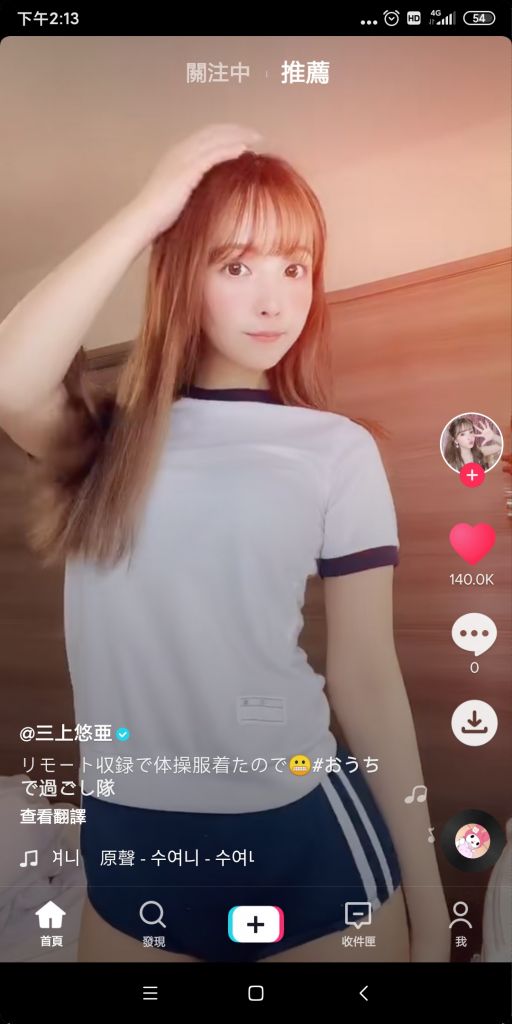 下午2:13
4G
HD
54
關注中
推薦
140.0K
0
@三上悠亜
リモート収録で体操服着たので😬#おうち
で過ごし隊
查看翻譯
여니 原聲 - 수여니 - 수여
首頁
發現
收件匣
我